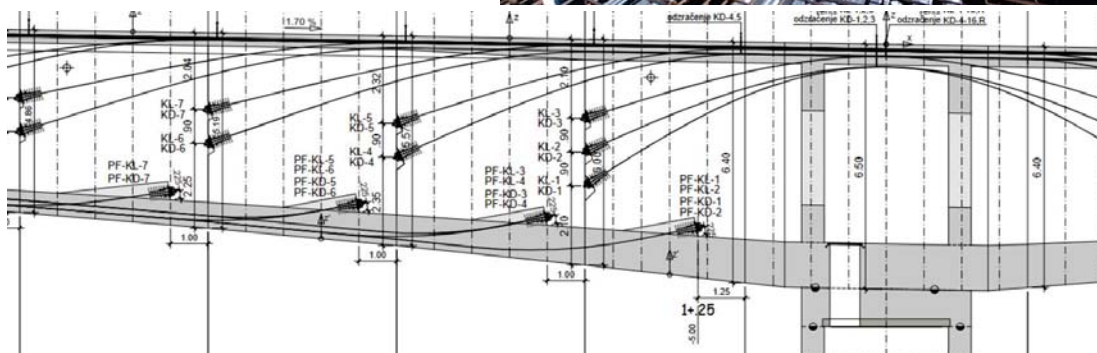 odzračenje KD-4,5
odzračenje KD-1,2,3
odzračenje KD-4-16,R
z
z
z
x
1.70 %
2.04
2.32
2.10
KL-7
KD-7
.90
KL-6
KD-6
KL-5
KD-5
.90
KL-4
KD-4
KL-3
KD-3
.90
KL-2
KD-2
.90
KL-1
KD-1
6.40
6.50
6.40
PF-KL-7
PF-KD-7
2.25
PF-KL-5
PF-KL-6
PF-KD-5
PF-KD-6
2.35
PF-KL-3
PF-KL-4
PF-KD-3
PF-KD-4
2.10
PF-KL-1
PF-KL-2
PF-KD-1
PF-KD-2
1.00
1.00
1.00
1.25
1+.25
-5.00